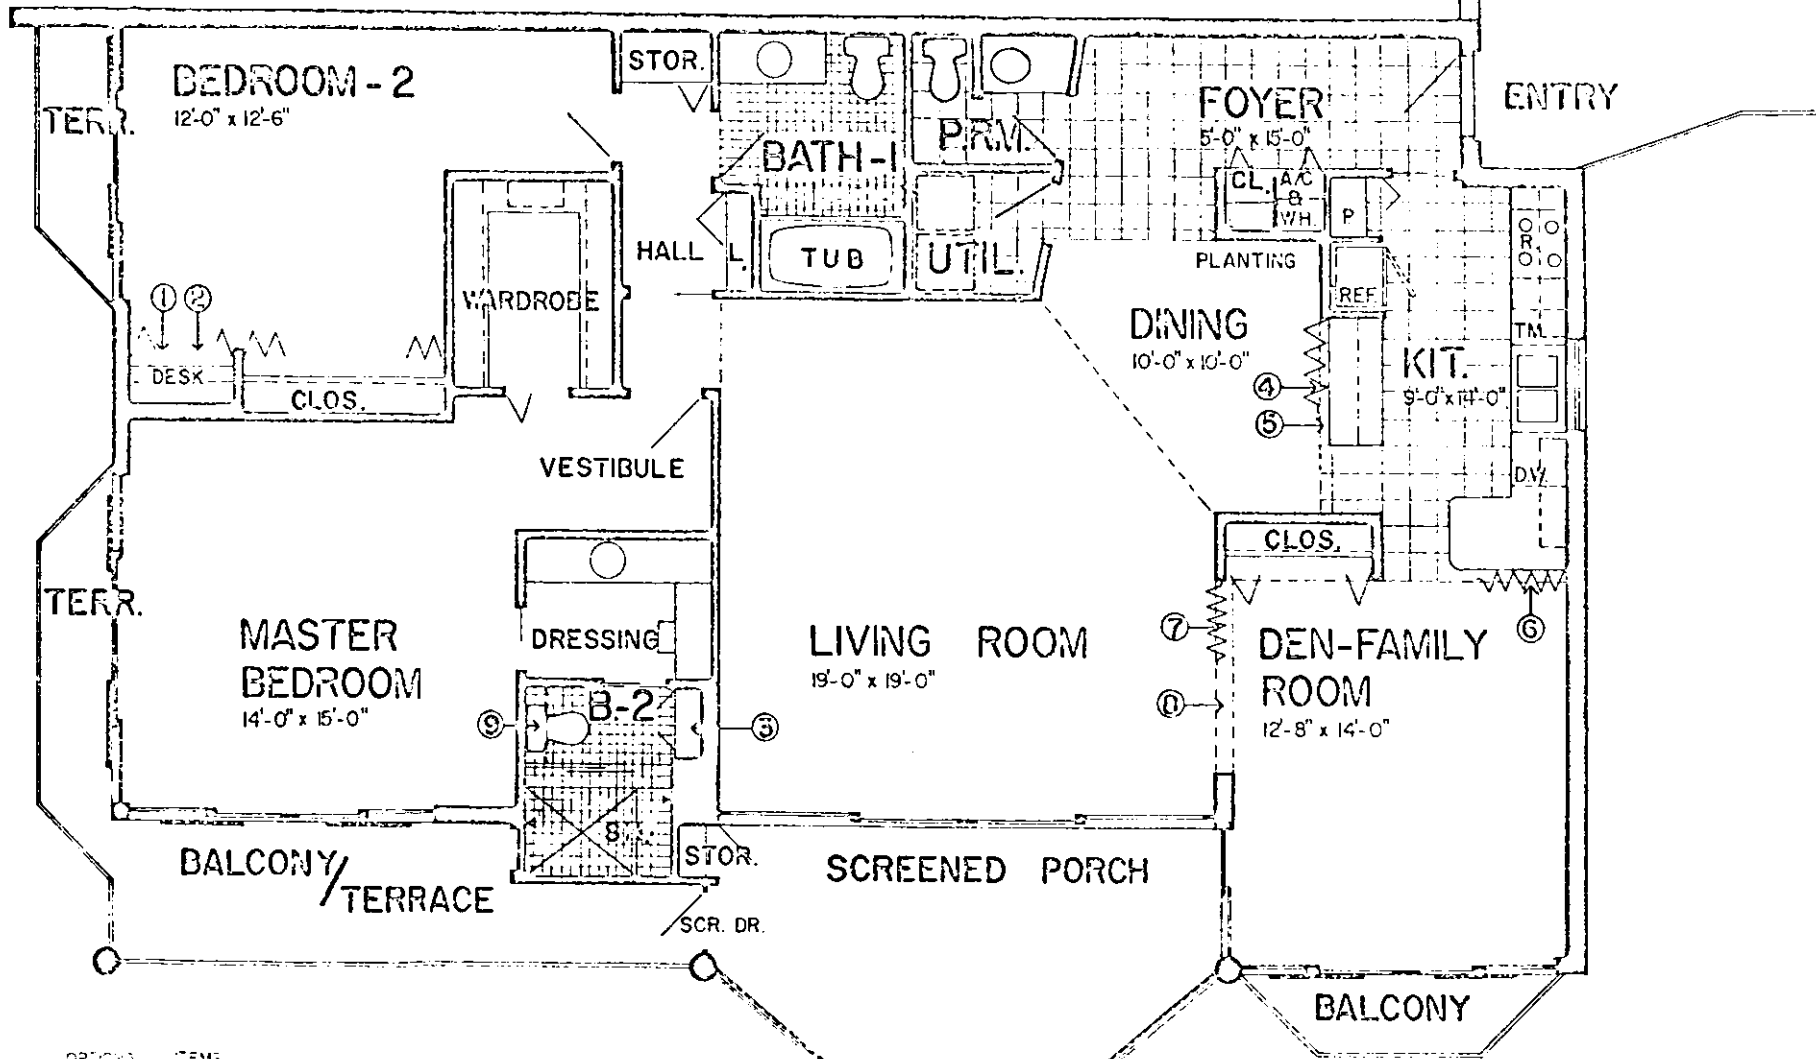 BEDROOM-2
12'-0" x 12'-6"
STOR.
TERR.
BATH-1
P.RM.
FOYER
5'-0" x 15'-0"
ENTRY
CL.
A/C
&
WH.
P
R.
HALL
L.
TUB
UTIL.
PLANTING
REF.
1
2
WARDRODE
DESK
CLOS.
DINING
10'-0" x 10'-0"
KIT.
9'-0" x 14'-0"
TM.
4
5
VESTIBULE
D.W.
CLOS.
TERR.
MASTER
BEDROOM
14'-0" x 15'-0"
DRESSING
LIVING ROOM
19'-0" x 19'-0"
7
DEN-FAMILY
ROOM
12'-8" x 14'-0"
6
B-2
9
3
8
BALCONY/
TERRACE
STOR.
SCR. DR.
SCREENED PORCH
BALCONY